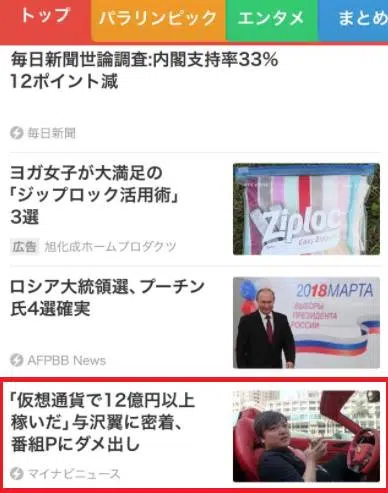 トップ
パラリンピック
エンタメ
まとめ
毎日新聞世論調査:内閣支持率33%
12ポイント減
毎日新聞
ヨガ女子が大満足の
「ジップロック活用術」
3選
広告 旭化成ホームプロダクツ
Ziploc
Easy Zipper
ロシア大統領選、プーチン
氏4選確実
AFPBB News
2018МАРТА
ВЫБОРЫ
ПРЕЗИДЕНТА
РОССИИ
「仮想通貨で12億円以上
稼いだ」与沢翼に密着、
番組Pにダメ出し
マイナビニュース